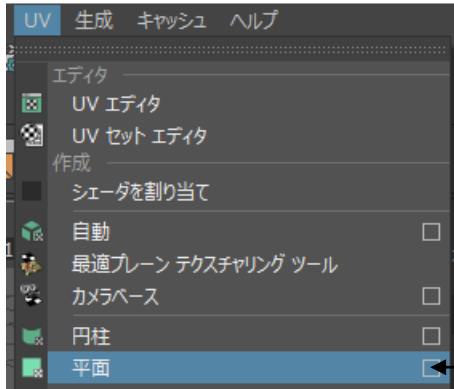 UV 生成 キャッシュ ヘルプ
エディタ
UV エディタ
UV セット エディタ
作成
シェーダを割り当て
自動
最適プレーン テクスチャリング ツール
カメラベース
円柱
平面